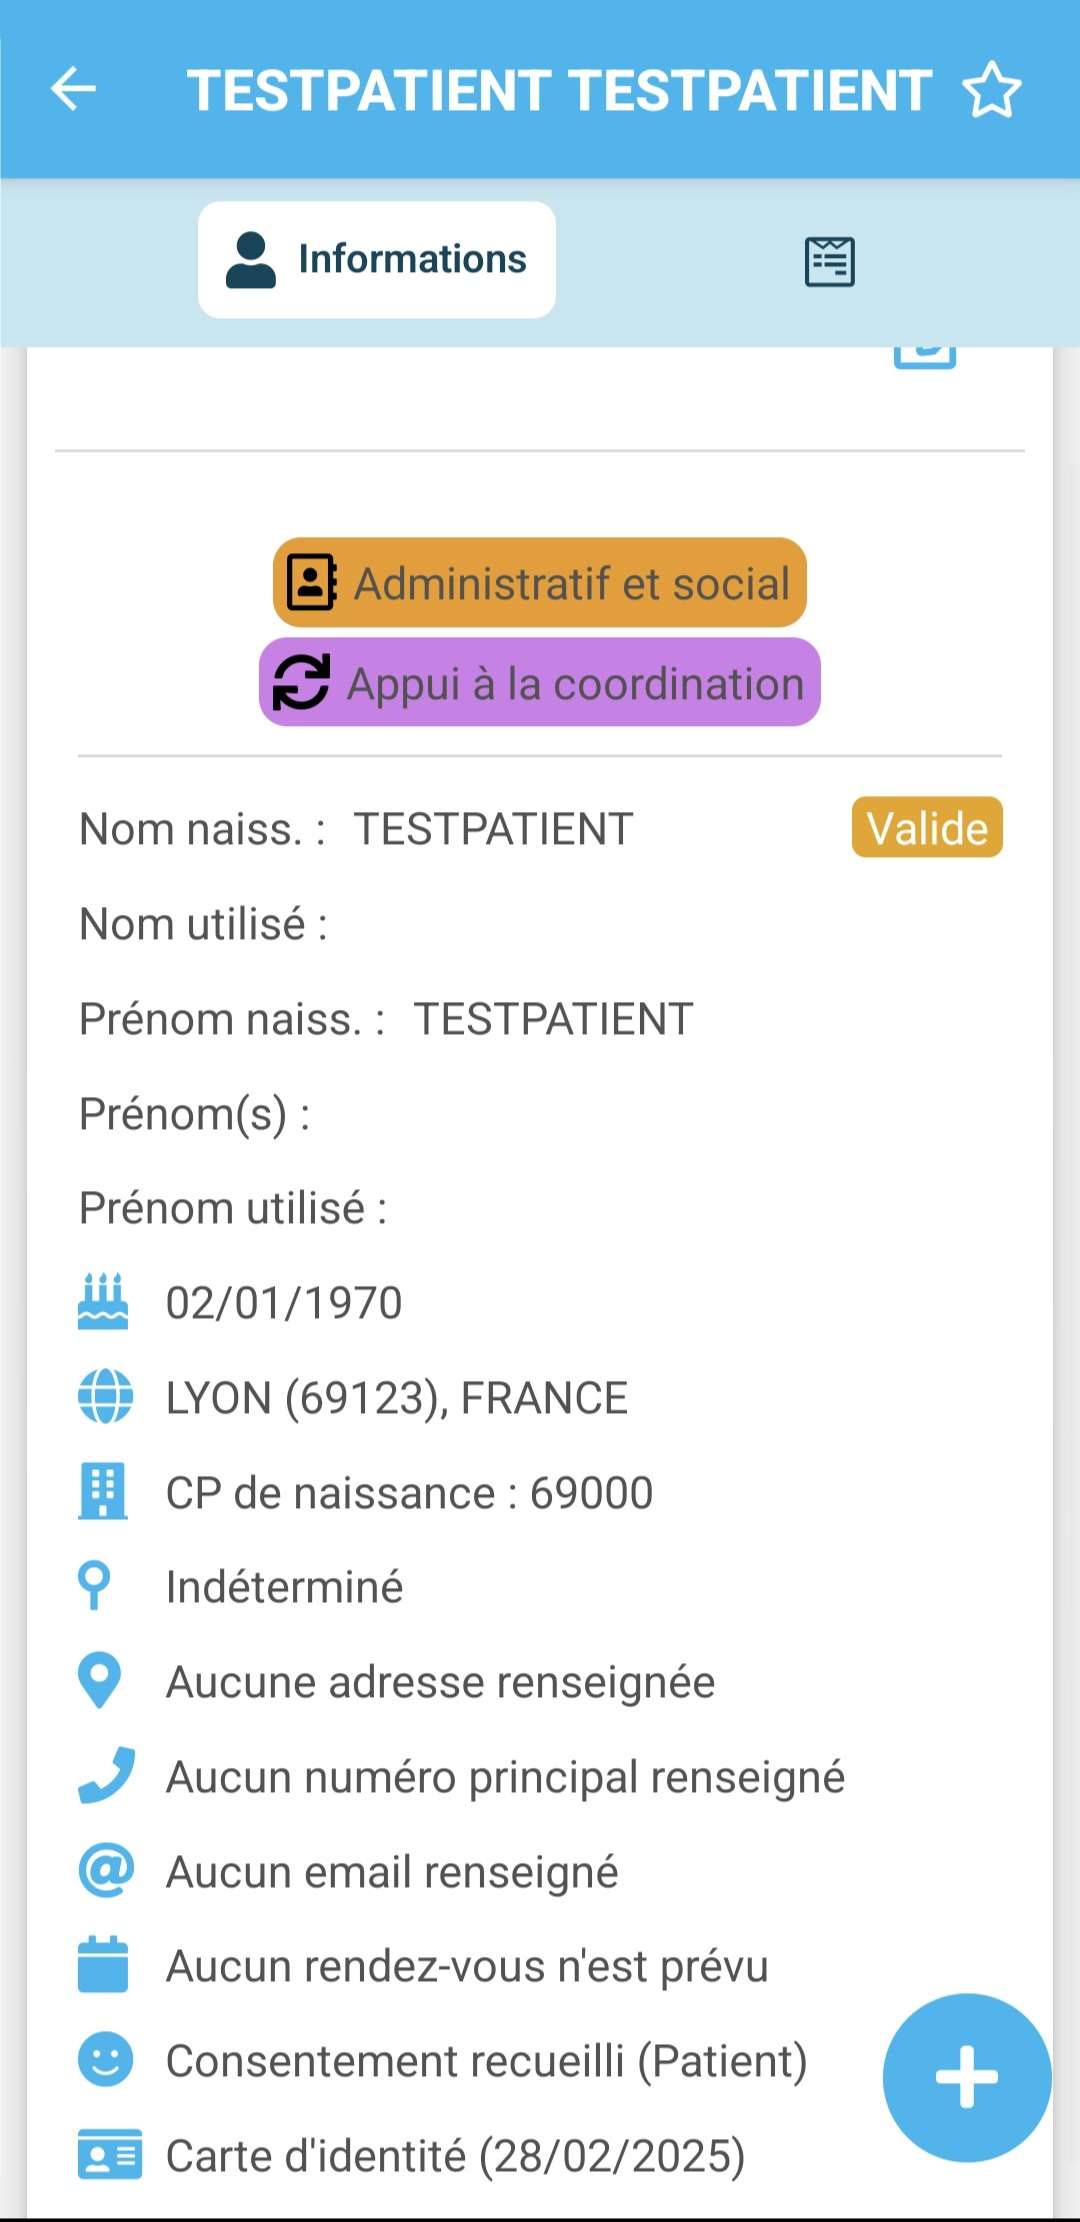 TESTPATIENT TESTPATIENT
Informations
Administratif et social
Appui à la coordination
Nom naiss. : TESTPATIENT Valide
Nom utilisé :
Prénom naiss. : TESTPATIENT
Prénom(s) :
Prénom utilisé :
02/01/1970
LYON (69123), FRANCE
CP de naissance : 69000
Indéterminé
Aucune adresse renseignée
Aucun numéro principal renseigné
Aucun email renseigné
Aucun rendez-vous n'est prévu
Consentement recueilli (Patient)
Carte d'identité (28/02/2025)